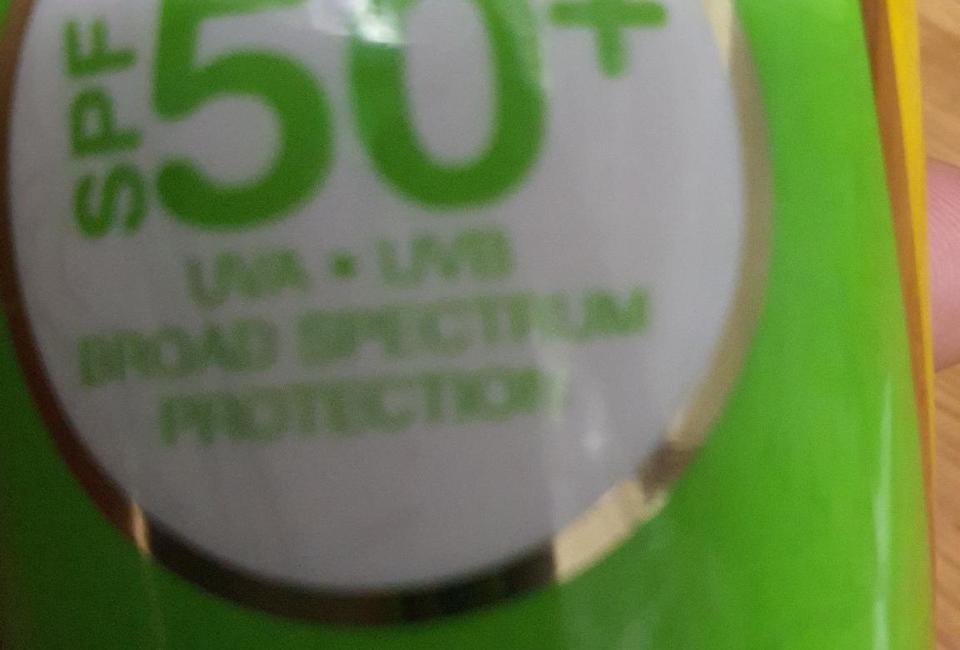 SPF 50+
UVA • UVB
BROAD SPECTRUM
PROTECTION